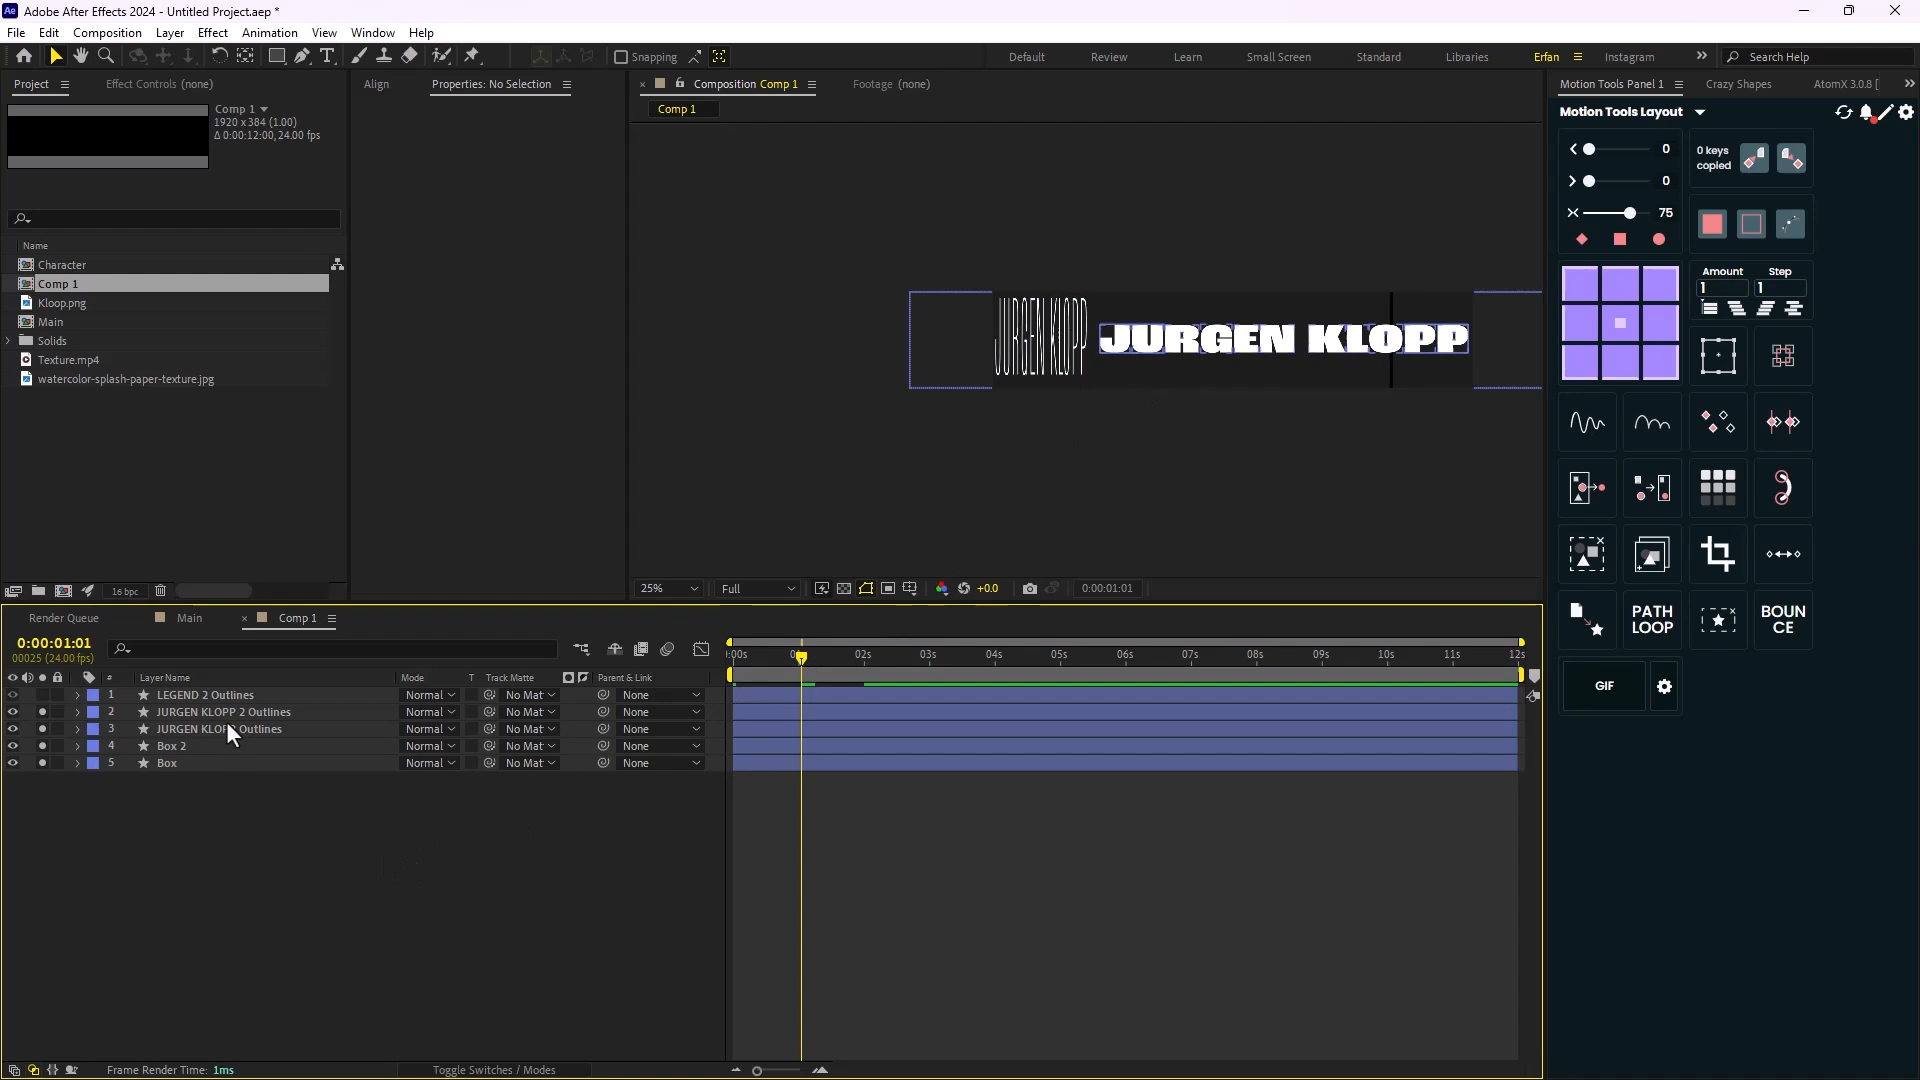 Adobe After Effects 2024 - Untitled Project.aep *
File Edit Composition Layer Effect Animation View Window Help
Snapping
Default Review Learn Small Screen Standard Libraries Erfan Instagram Search Help
Project Effect Controls (none)
Align Properties: No Selection
Composition Comp 1 Footage (none)
Motion Tools Panel 1 Crazy Shapes AtomX 3.0.8 [
Comp 1
1920 x 384 (1.00)
Δ 0:00:12:00, 24.00 fps
Comp 1
Motion Tools Layout
0
0
75
0 keys
copied
Amount Step
1 1
Name
Character
Comp 1
Kloop.png
Main
Solids
Texture.mp4
watercolor-splash-paper-texture.jpg
JURGEN KLOPP JURGEN KLOPP
16 bpc
25% Full +0.0 0:00:01:01
PATH
LOOP
BOUN
CE
GIF
Render Queue Main Comp 1
0:00:01:01
00025 (24.00 fps)
:00s 02s 03s 04s 05s 06s 07s 08s 09s 10s 11s 12s
# Layer Name Mode T Track Matte Parent & Link
1 LEGEND 2 Outlines Normal No Mat None
2 JURGEN KLOPP 2 Outlines Normal No Mat None
3 JURGEN KLOPP Outlines Normal No Mat None
4 Box 2 Normal No Mat None
5 Box Normal No Mat None
Frame Render Time: 1ms Toggle Switches / Modes